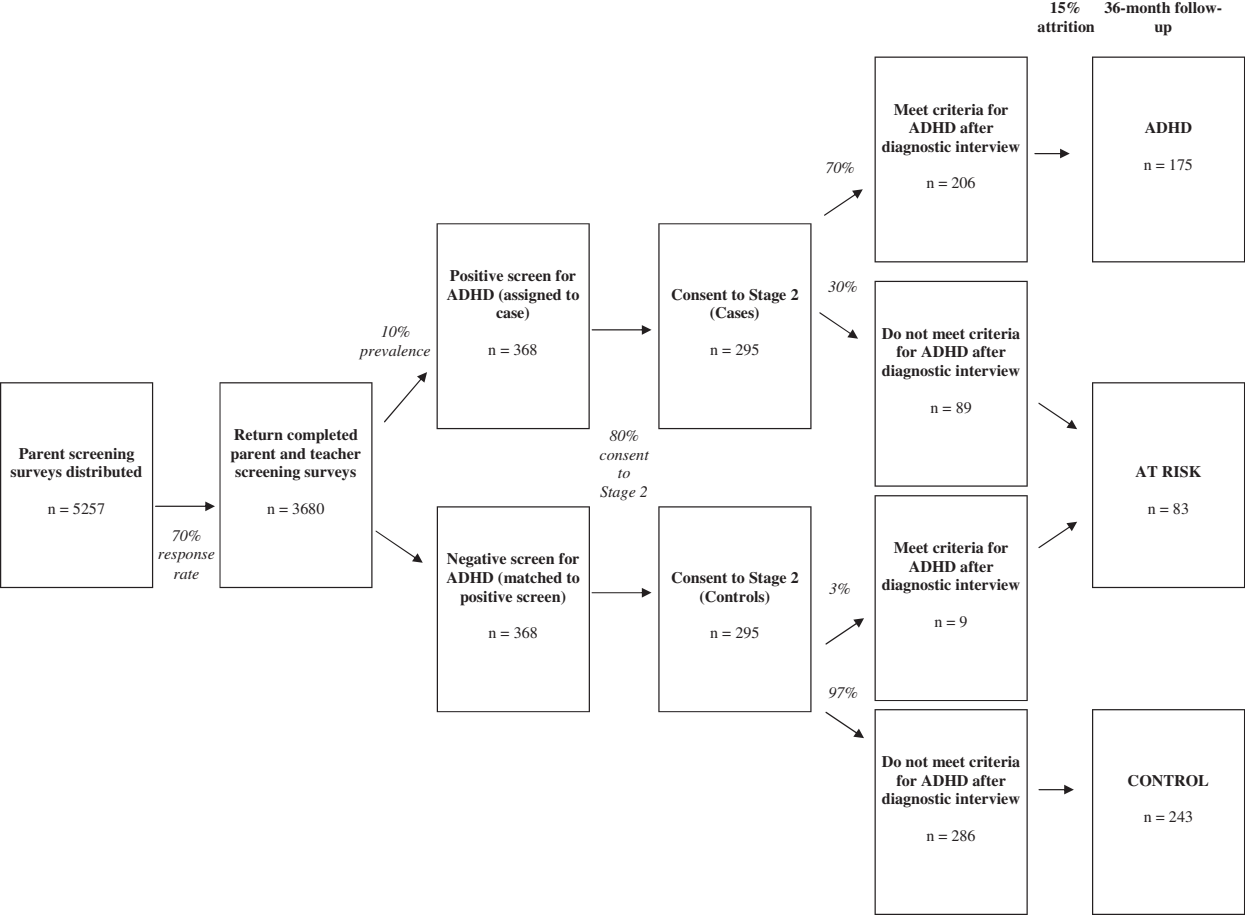 15%
attrition
36-month follow-
up
Parent screening
surveys distributed
n = 5257
70%
response
rate
Return completed
parent and teacher
screening surveys
n = 3680
10%
prevalence
Positive screen for
ADHD (assigned to
case)
n = 368
Negative screen for
ADHD (matched to
positive screen)
n = 368
80%
consent
to
Stage 2
Consent to Stage 2
(Cases)
n = 295
Consent to Stage 2
(Controls)
n = 295
70%
30%
3%
97%
Meet criteria for
ADHD after
diagnostic interview
n = 206
Do not meet criteria
for ADHD after
diagnostic interview
n = 89
Meet criteria for
ADHD after
diagnostic interview
n = 9
Do not meet criteria
for ADHD after
diagnostic interview
n = 286
ADHD
n = 175
AT RISK
n = 83
CONTROL
n = 243